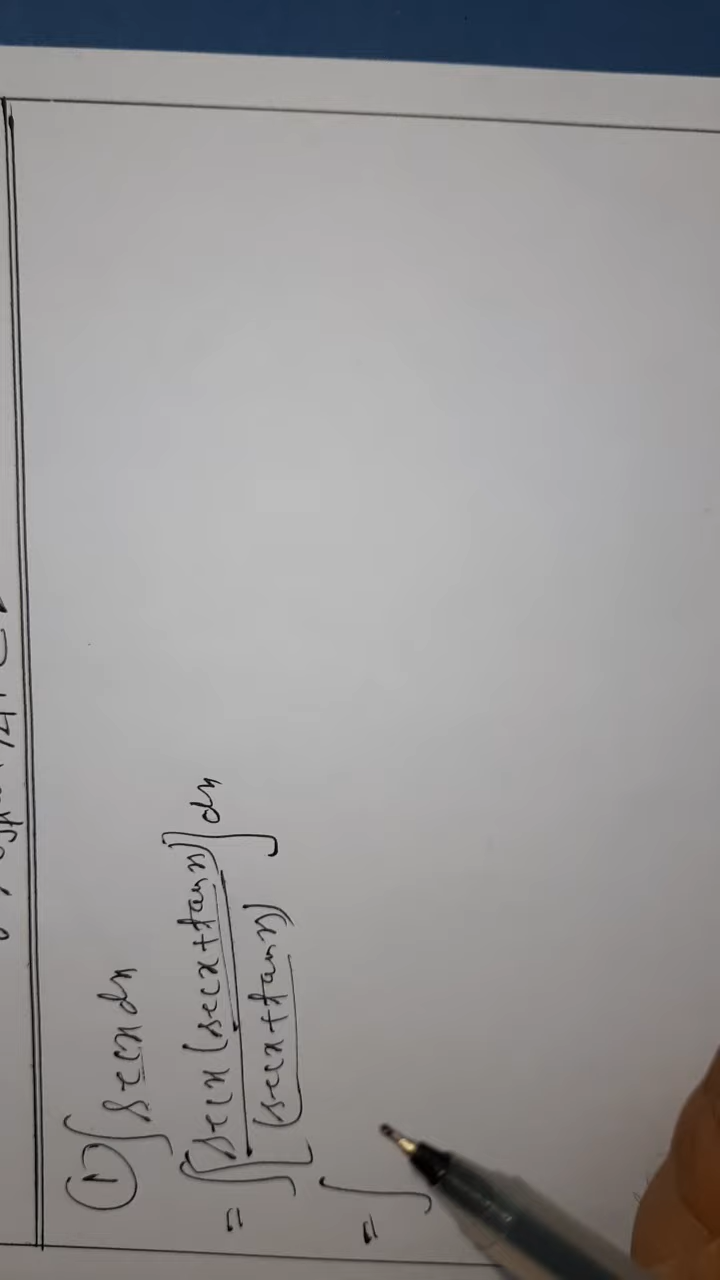 ① ∫ secx dx
= ∫ [secx (secx + tanx) / (secx + tanx)] dx
= ∫